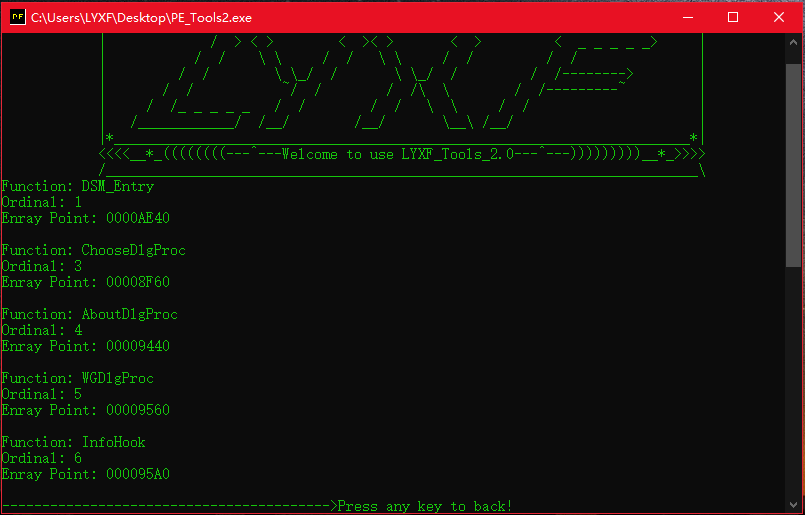 C:\Users\LYXF\Desktop\PE_Tools2.exe
LYXF
<<<<__*_((((((((---^---Welcome to use LYXF_Tools_2.0---^---)))))))))__*_>>>>
Function: DSM_Entry
Ordinal: 1
Enray Point: 0000AE40
Function: ChooseDlgProc
Ordinal: 3
Enray Point: 00008F60
Function: AboutDlgProc
Ordinal: 4
Enray Point: 00009440
Function: WGDlgProc
Ordinal: 5
Enray Point: 00009560
Function: InfoHook
Ordinal: 6
Enray Point: 000095A0
----------------------------------------->Press any key to back!